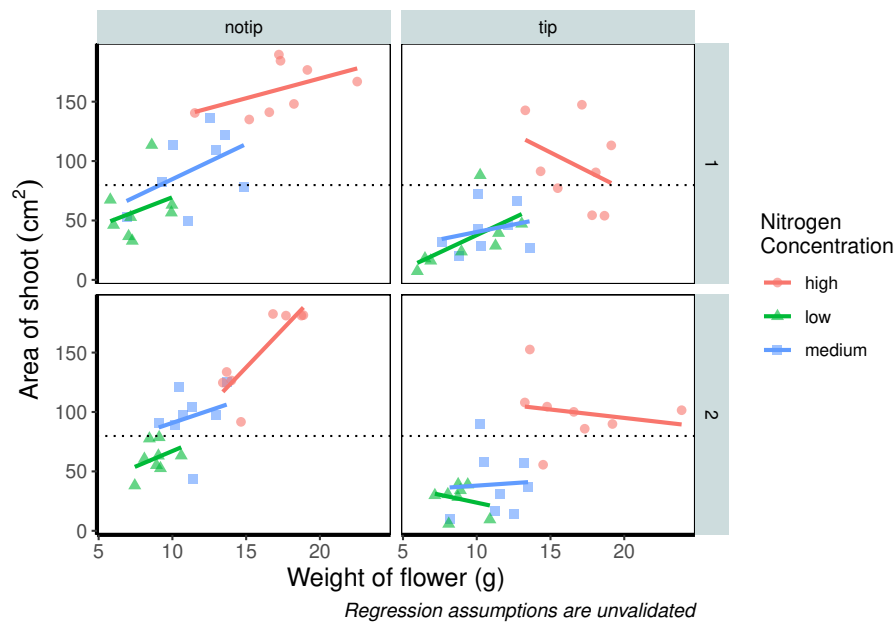 notip
tip
150
100
50
0
1
150
100
50
0
2
5
10
15
20
5
10
15
20
Area of shoot (cm2)
Weight of flower (g)
Regression assumptions are unvalidated
Nitrogen
Concentration
high
low
medium